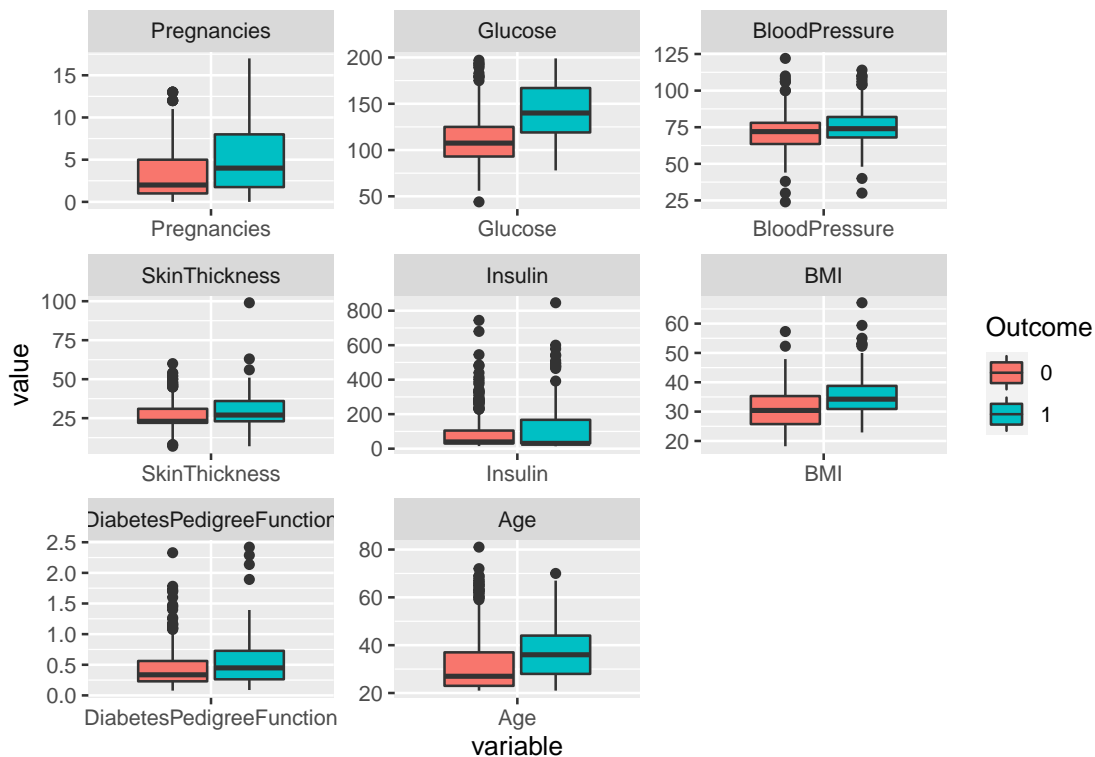 Pregnancies
Glucose
BloodPressure
15
10
5
0
200
150
100
50
125
100
75
50
25
Pregnancies
Glucose
BloodPressure
SkinThickness
Insulin
BMI
100
75
50
25
800
600
400
200
0
60
50
40
30
20
SkinThickness
Insulin
BMI
DiabetesPedigreeFunction
Age
2.5
2.0
1.5
1.0
0.5
0.0
80
60
40
20
DiabetesPedigreeFunction
Age
value
variable
Outcome
0
1